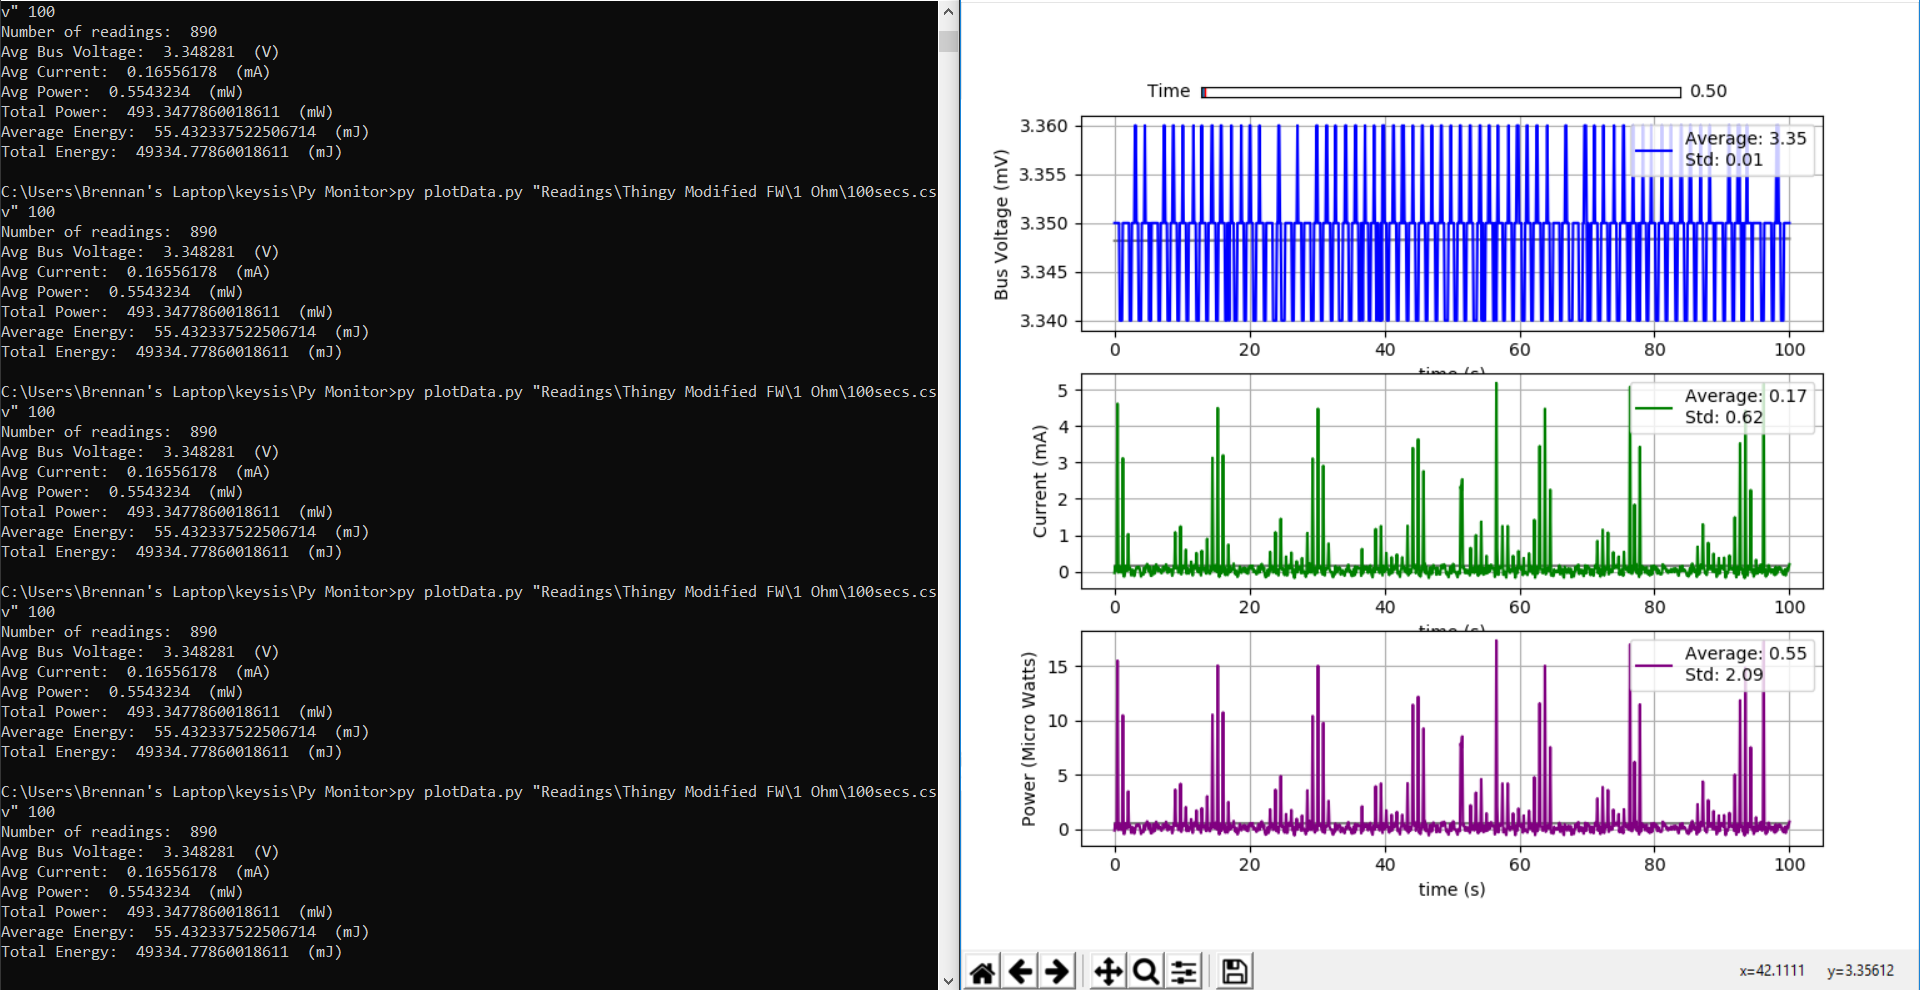 v" 100
Number of readings:  890
Avg Bus Voltage:  3.348281  (V)
Avg Current:  0.16556178  (mA)
Avg Power:  0.5543234  (mW)
Total Power:  493.3477860018611  (mW)
Average Energy:  55.432337522506714  (mJ)
Total Energy:  49334.77860018611  (mJ)
C:\Users\Brennan's Laptop\keysis\Py Monitor>py plotData.py "Readings\Thingy Modified FW\1 Ohm\100secs.cs
v" 100
Number of readings:  890
Avg Bus Voltage:  3.348281  (V)
Avg Current:  0.16556178  (mA)
Avg Power:  0.5543234  (mW)
Total Power:  493.3477860018611  (mW)
Average Energy:  55.432337522506714  (mJ)
Total Energy:  49334.77860018611  (mJ)
C:\Users\Brennan's Laptop\keysis\Py Monitor>py plotData.py "Readings\Thingy Modified FW\1 Ohm\100secs.cs
v" 100
Number of readings:  890
Avg Bus Voltage:  3.348281  (V)
Avg Current:  0.16556178  (mA)
Avg Power:  0.5543234  (mW)
Total Power:  493.3477860018611  (mW)
Average Energy:  55.432337522506714  (mJ)
Total Energy:  49334.77860018611  (mJ)
C:\Users\Brennan's Laptop\keysis\Py Monitor>py plotData.py "Readings\Thingy Modified FW\1 Ohm\100secs.cs
v" 100
Number of readings:  890
Avg Bus Voltage:  3.348281  (V)
Avg Current:  0.16556178  (mA)
Avg Power:  0.5543234  (mW)
Total Power:  493.3477860018611  (mW)
Average Energy:  55.432337522506714  (mJ)
Total Energy:  49334.77860018611  (mJ)
C:\Users\Brennan's Laptop\keysis\Py Monitor>py plotData.py "Readings\Thingy Modified FW\1 Ohm\100secs.cs
v" 100
Number of readings:  890
Avg Bus Voltage:  3.348281  (V)
Avg Current:  0.16556178  (mA)
Avg Power:  0.5543234  (mW)
Total Power:  493.3477860018611  (mW)
Average Energy:  55.432337522506714  (mJ)
Total Energy:  49334.77860018611  (mJ)
Time 0.50
Bus Voltage (mV)
3.360
3.355
3.350
3.345
3.340
Average: 3.35
Std: 0.01
0 20 40 60 80 100
time (s)
Current (mA)
5
4
3
2
1
0
Average: 0.17
Std: 0.62
0 20 40 60 80 100
time (s)
Power (Micro Watts)
15
10
5
0
Average: 0.55
Std: 2.09
0 20 40 60 80 100
time (s)
x=42.1111 y=3.35612